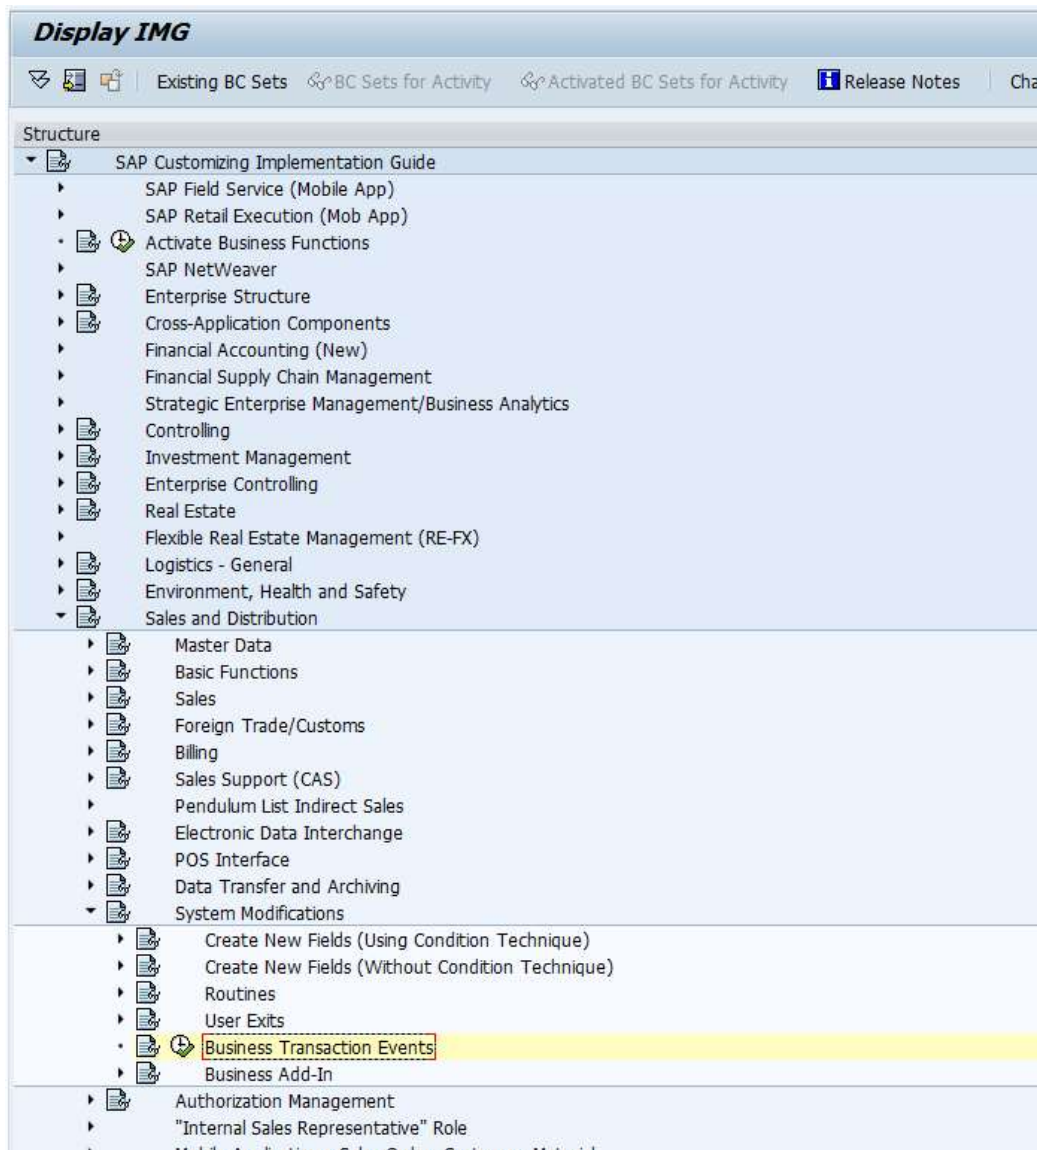 Display IMG
Existing BC Sets BC Sets for Activity Activated BC Sets for Activity Release Notes
Structure
SAP Customizing Implementation Guide
SAP Field Service (Mobile App)
SAP Retail Execution (Mob App)
Activate Business Functions
SAP NetWeaver
Enterprise Structure
Cross-Application Components
Financial Accounting (New)
Financial Supply Chain Management
Strategic Enterprise Management/Business Analytics
Controlling
Investment Management
Enterprise Controlling
Real Estate
Flexible Real Estate Management (RE-FX)
Logistics - General
Environment, Health and Safety
Sales and Distribution
Master Data
Basic Functions
Sales
Foreign Trade/Customs
Billing
Sales Support (CAS)
Pendulum List Indirect Sales
Electronic Data Interchange
POS Interface
Data Transfer and Archiving
System Modifications
Create New Fields (Using Condition Technique)
Create New Fields (Without Condition Technique)
Routines
User Exits
Business Transaction Events
Business Add-In
Authorization Management
"Internal Sales Representative" Role